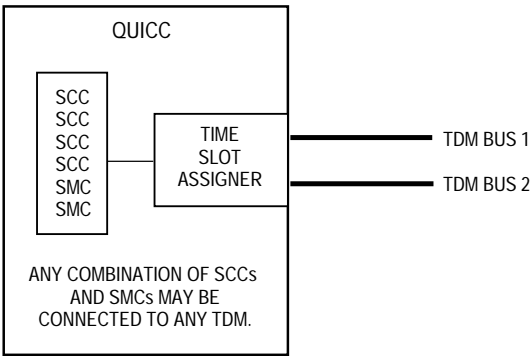 QUICC
SCC
SCC
SCC
SCC
SMC
SMC
TIME
SLOT
ASSIGNER
TDM BUS 1
TDM BUS 2
ANY COMBINATION OF SCCs
AND SMCs MAY BE
CONNECTED TO ANY TDM.